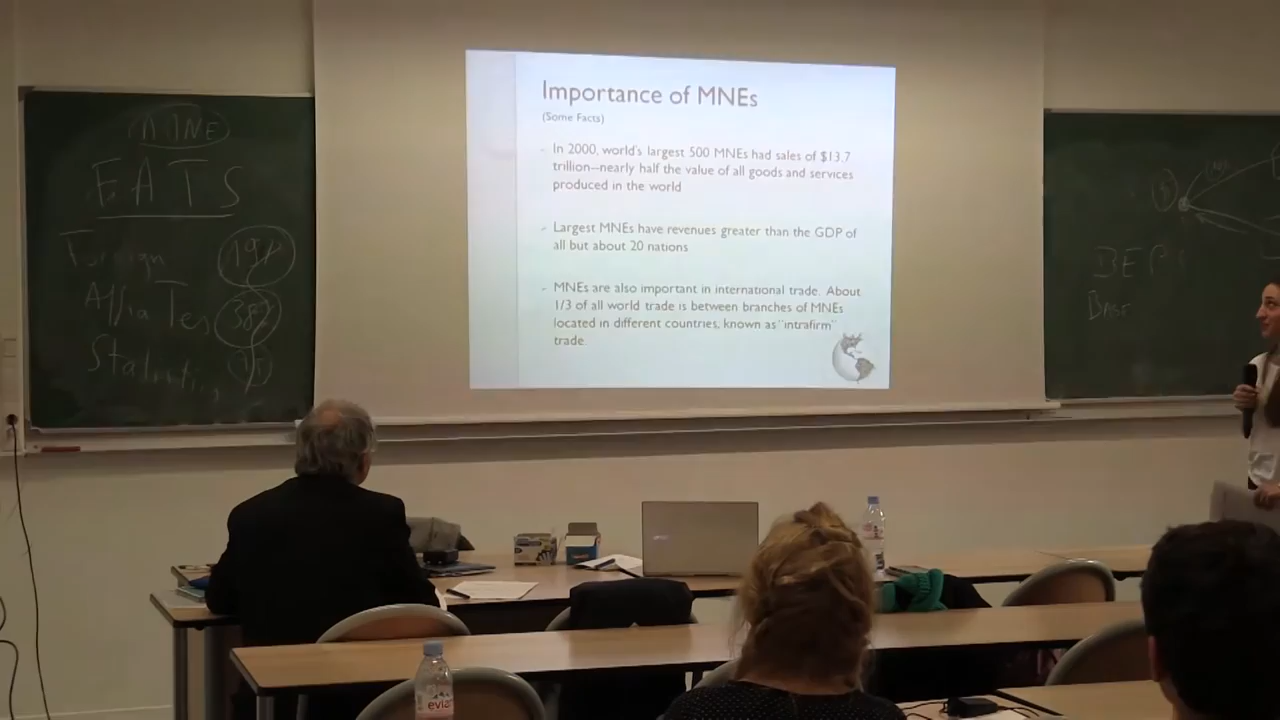 AMNE
FATS
Foreign
Affiliates
Statistics
Importance of MNEs
(Some Facts)
- In 2000, world's largest 500 MNEs had sales of $13.7
trillion—nearly half the value of all goods and services
produced in the world
- Largest MNEs have revenues greater than the GDP of
all but about 20 nations
- MNEs are also important in international trade. About
1/3 of all world trade is between branches of MNEs
located in different countries, known as "intrafirm"
trade.
BEPS
BASE
evian